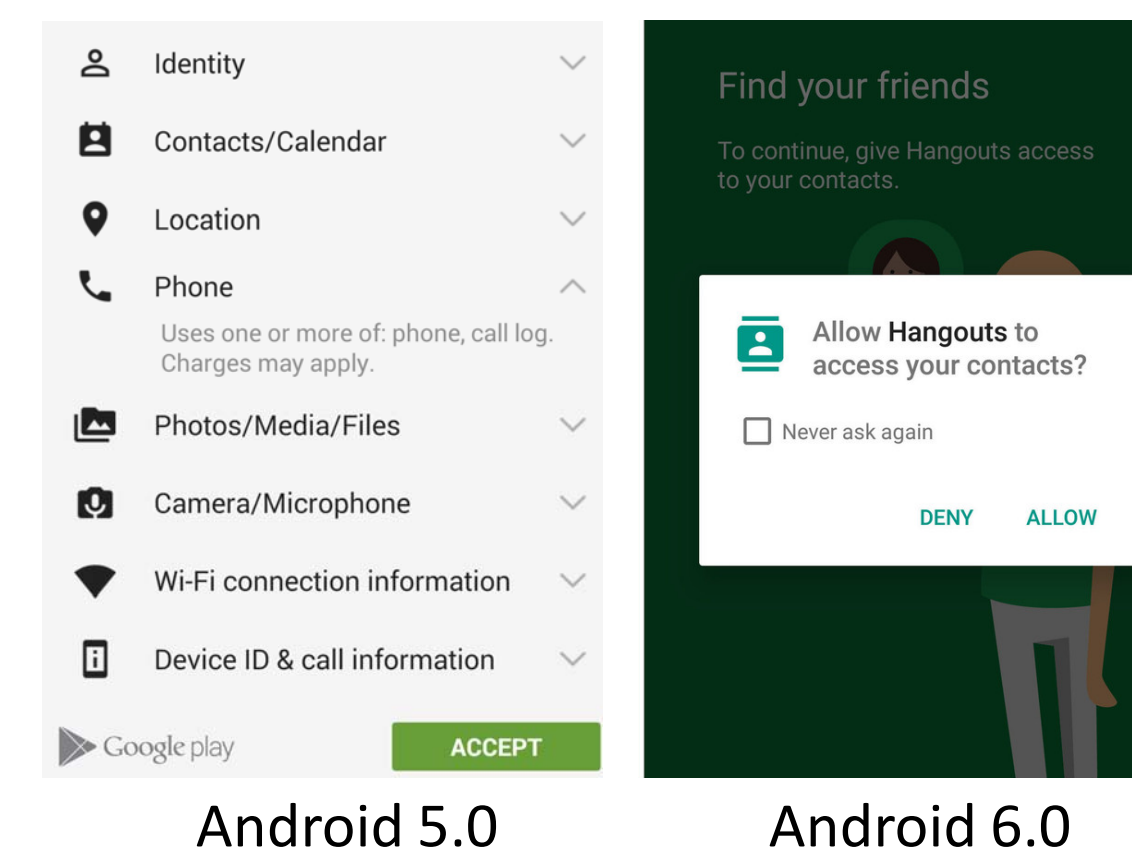 Identity
Contacts/Calendar
Location
Phone
Uses one or more of: phone, call log.
Charges may apply.
Photos/Media/Files
Camera/Microphone
Wi-Fi connection information
Device ID & call information
Google play
ACCEPT
Android 5.0
Find your friends
To continue, give Hangouts access
to your contacts.
Allow Hangouts to
access your contacts?
Never ask again
DENY ALLOW
Android 6.0